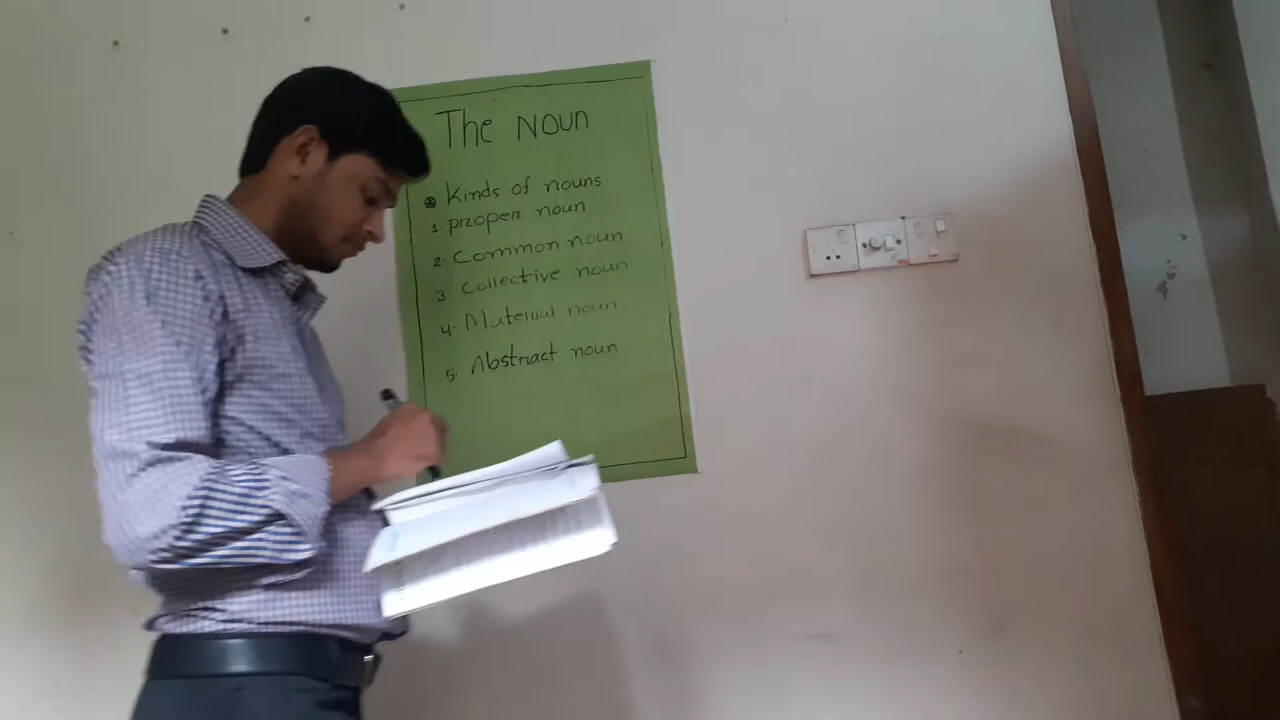 The Noun
Kinds of nouns
1. Proper noun
2. Common noun
3. Collective noun
4. Material noun
5. Abstract noun